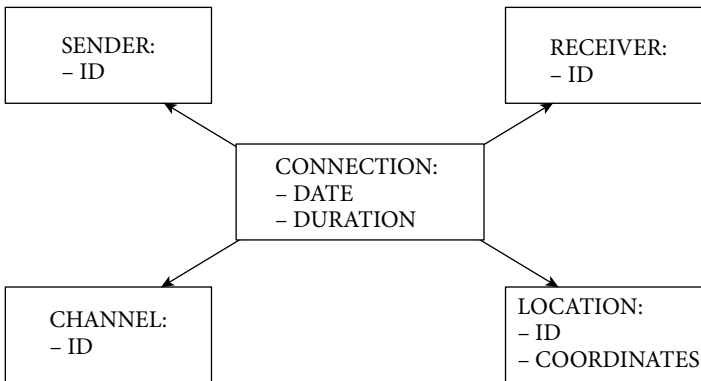 SENDER:
– ID
RECEIVER:
– ID
CONNECTION:
– DATE
– DURATION
CHANNEL:
– ID
LOCATION:
– ID
– COORDINATES